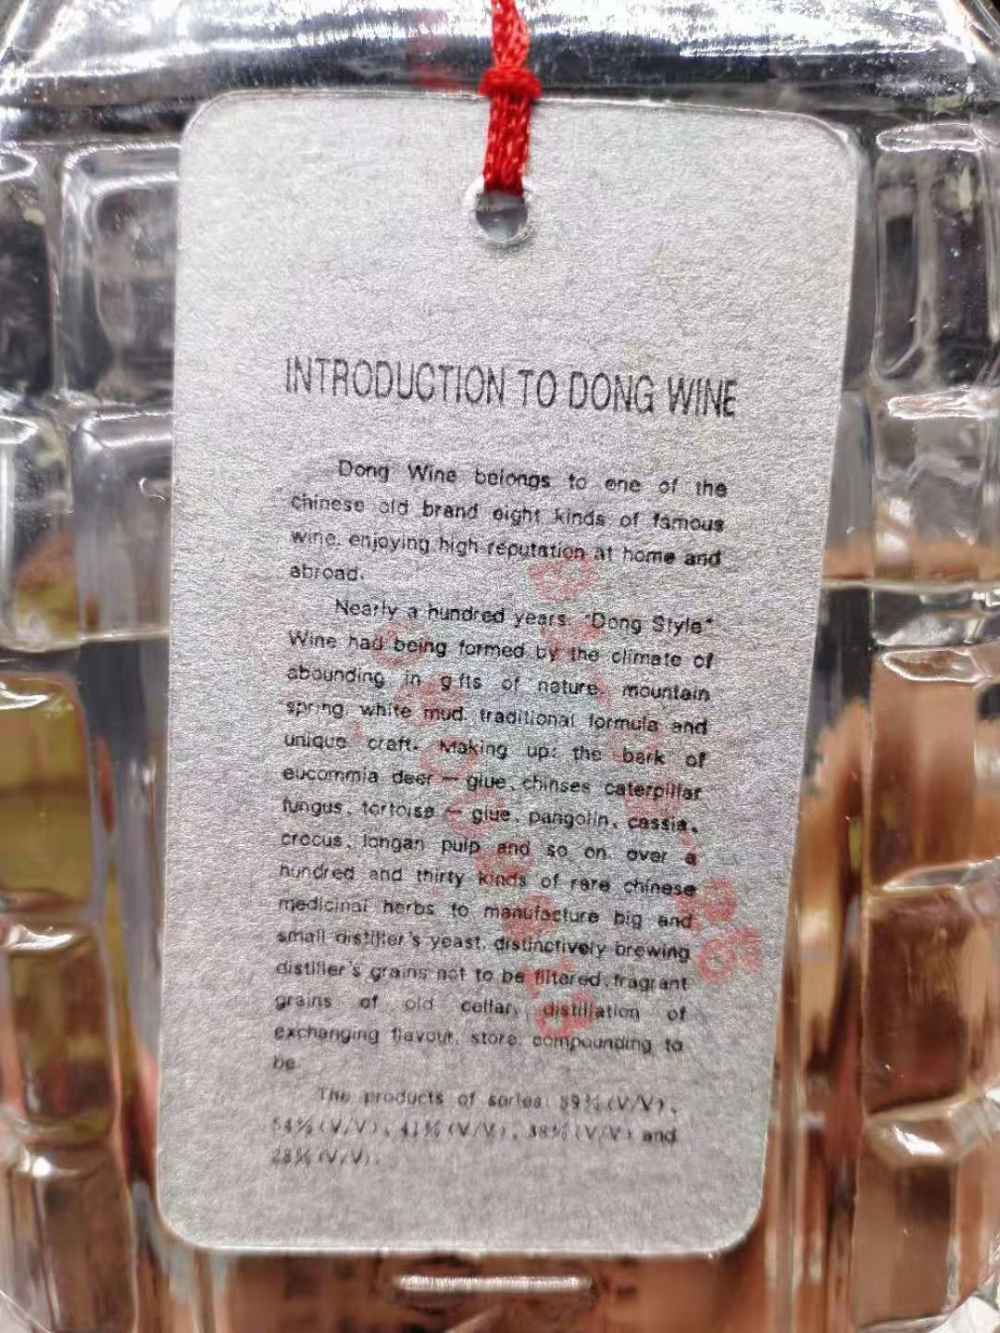 INTRODUCTION TO DONG WINE
Dong Wine belongs to one of the
chinese old brand eight kinds of famous
wine. enjoying high reputation at home and
abroad.
Nearly a hundred years. "Dong Style"
Wine had being formed by the climate of
abounding in gifts of nature, mountain
spring, white mud, traditional formula and
unique craft. Making up: the bark of
eucommia deer — glue, chinses caterpillar
fungus, tortoise — glue, pangolin, cassia,
crocus, longan pulp and so on, over a
hundred and thirty kinds of rare chinese
medicinal herbs to manufacture big and
small distiller's yeast, distinctively brewing
distiller's grains not to be filtered, fragrant
grains of old cellar, distillation of
exchanging flavour, store, compounding to
be
The products of series: 59% (V/V),
54% (V/V), 41% (V/V), 38% (V/V) and
28% (V/V).